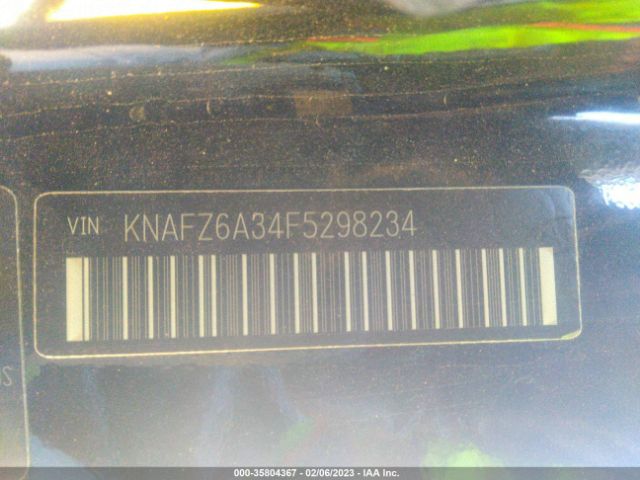 VIN KNAFZ6A34F5298234
000-35804367 - 02/06/2023 - IAA Inc.